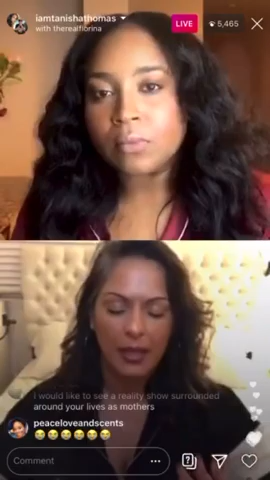 iamtanishathomas
with therealflorina
LIVE
5,465
I would like to see a reality show surrounded
around your lives as mothers
peaceloveandscents
😂😂😂😂😂😂
Comment